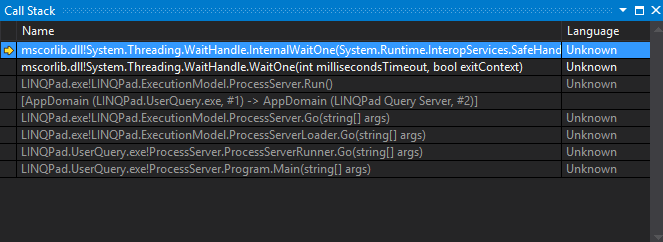 Call Stack
Name Language
mscorlib.dll!System.Threading.WaitHandle.InternalWaitOne(System.Runtime.InteropServices.SafeHand Unknown
mscorlib.dll!System.Threading.WaitHandle.WaitOne(int millisecondsTimeout, bool exitContext) Unknown
LINQPad.exe!LINQPad.ExecutionModel.ProcessServer.Run() Unknown
[AppDomain (LINQPad.UserQuery.exe, #1) -> AppDomain (LINQPad Query Server, #2)]
LINQPad.exe!LINQPad.ExecutionModel.ProcessServer.Go(string[] args) Unknown
LINQPad.exe!LINQPad.ExecutionModel.ProcessServerLoader.Go(string[] args) Unknown
LINQPad.UserQuery.exe!ProcessServer.ProcessServerRunner.Go(string[] args) Unknown
LINQPad.UserQuery.exe!ProcessServer.Program.Main(string[] args) Unknown